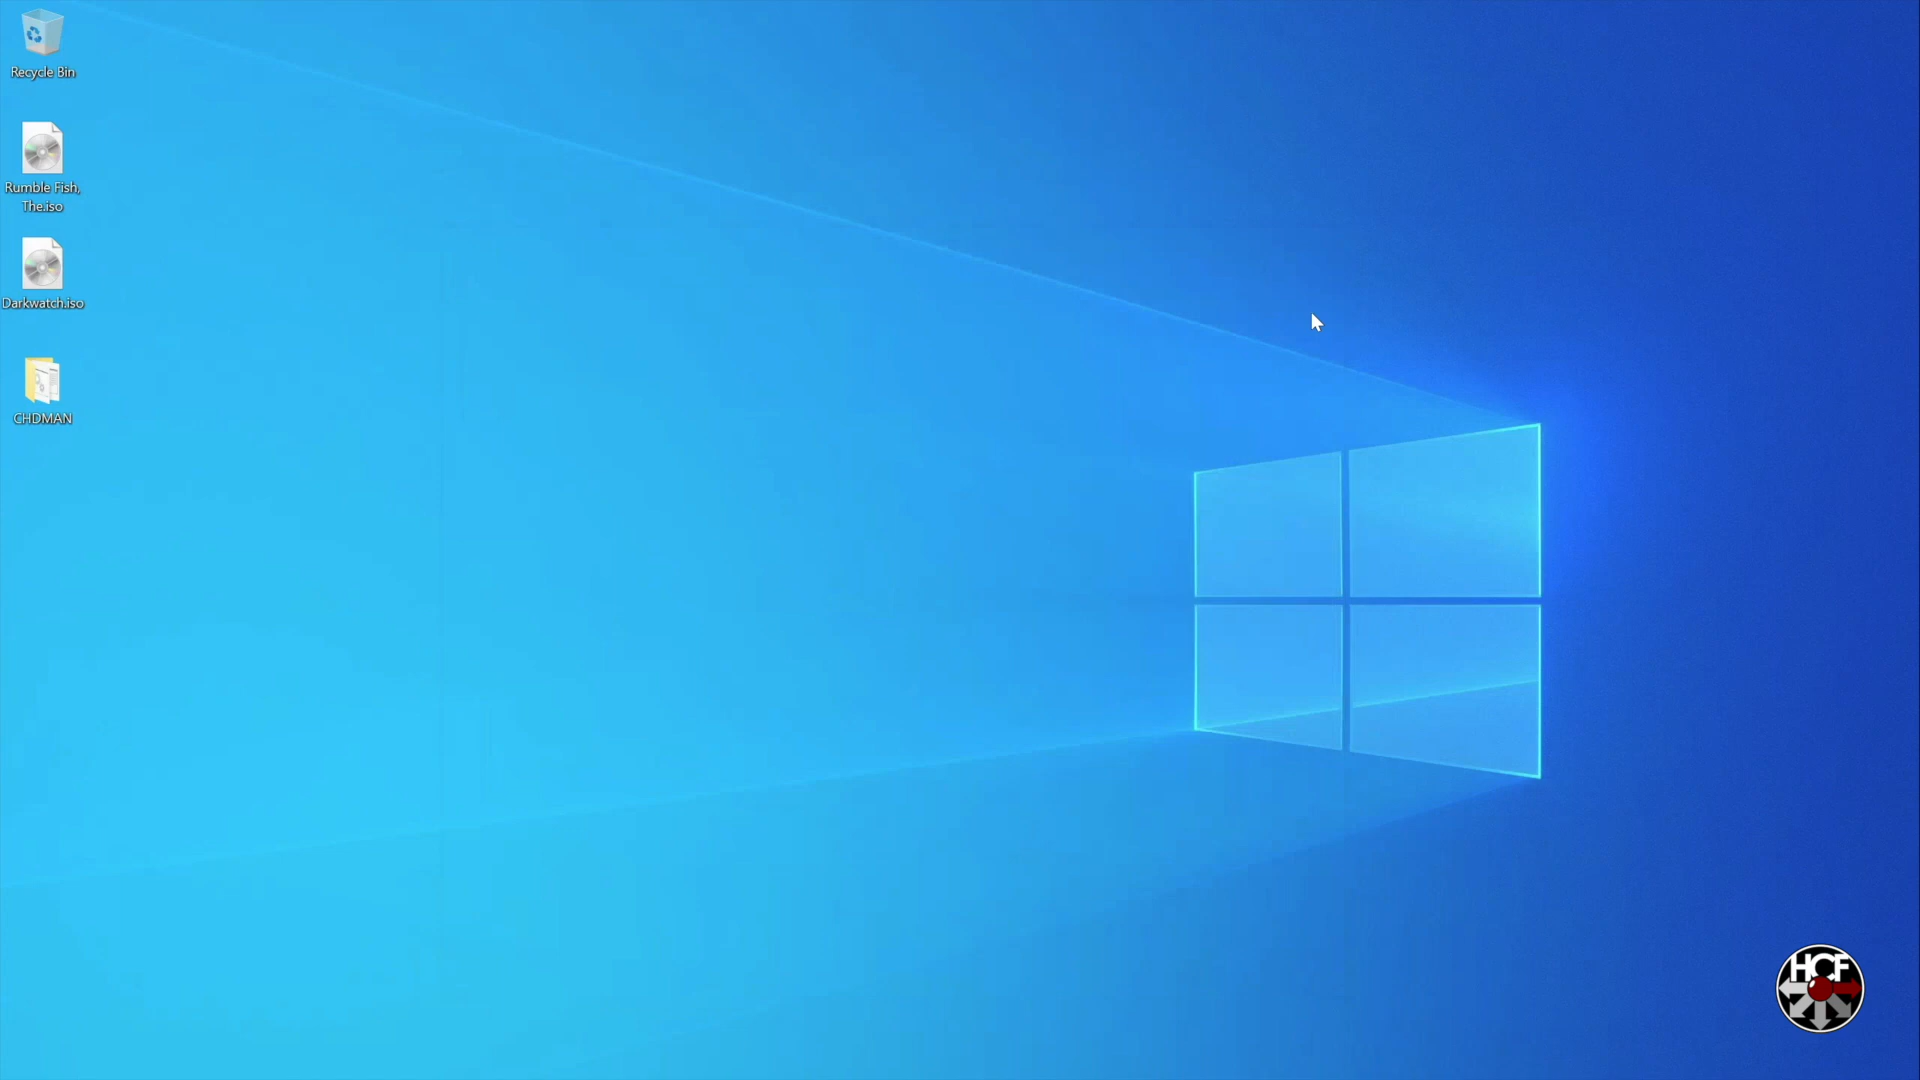 Recycle Bin
Rumble Fish,
The.iso
Darkwatch.iso
CHDMAN
HCF